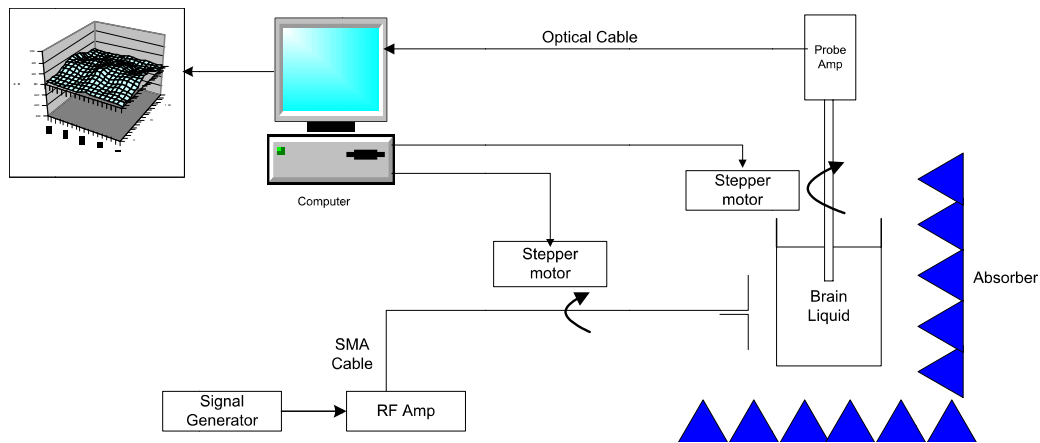 Optical Cable
Probe
Amp
Stepper
motor
Computer
Stepper
motor
Absorber
Brain
Liquid
SMA
Cable
Signal
Generator
RF Amp